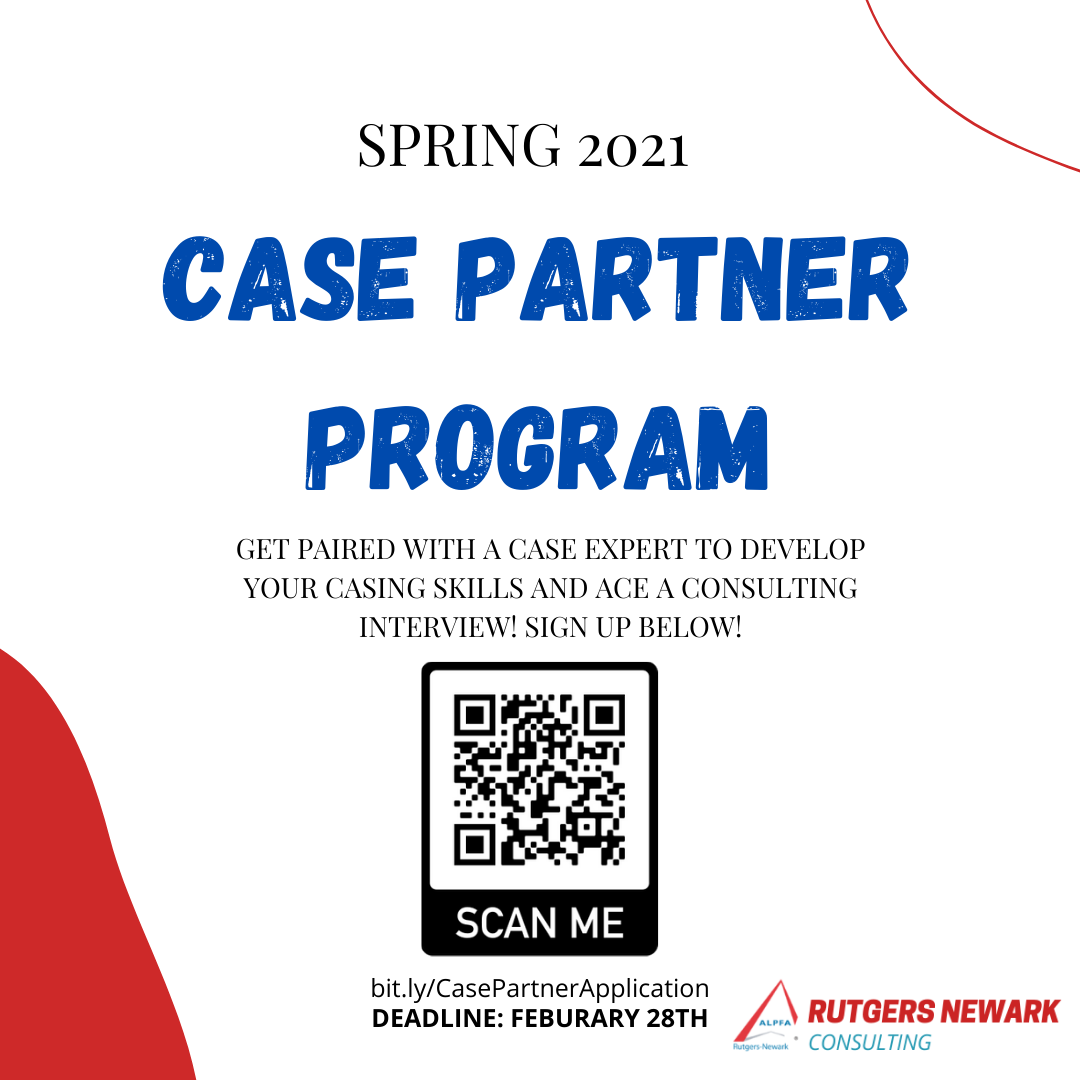 SPRING 2021
CASE PARTNER
PROGRAM
GET PAIRED WITH A CASE EXPERT TO DEVELOP
YOUR CASING SKILLS AND ACE A CONSULTING
INTERVIEW! SIGN UP BELOW!
SCAN ME
bit.ly/CasePartnerApplication
DEADLINE: FEBURARY 28TH
ALPFA
Rutgers-Newark
RUTGERS NEWARK
CONSULTING